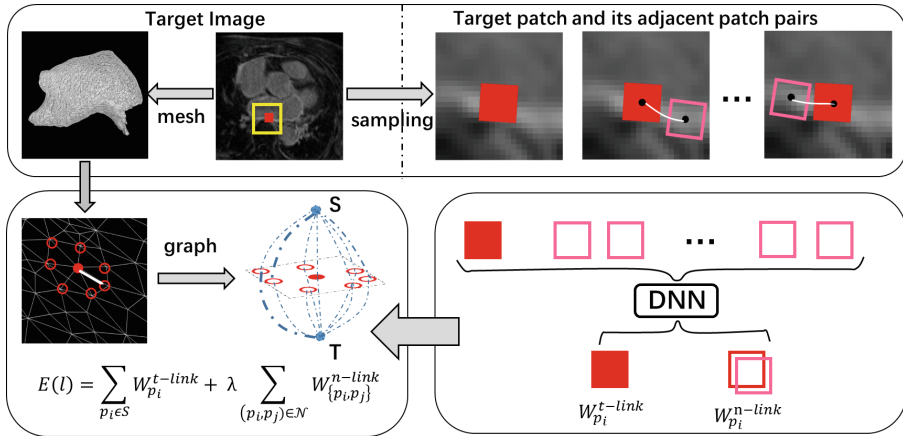 Target Image
Target patch and its adjacent patch pairs
mesh
sampling
...
graph
S
T
E(l) = ∑_{p_i∈S} W_{p_i}^{t-link} + λ ∑_{(p_i,p_j)∈𝒩} W_{\{p_i,p_j\}}^{n-link}
...
DNN
W_{p_i}^{t-link}
W_{p_i}^{n-link}